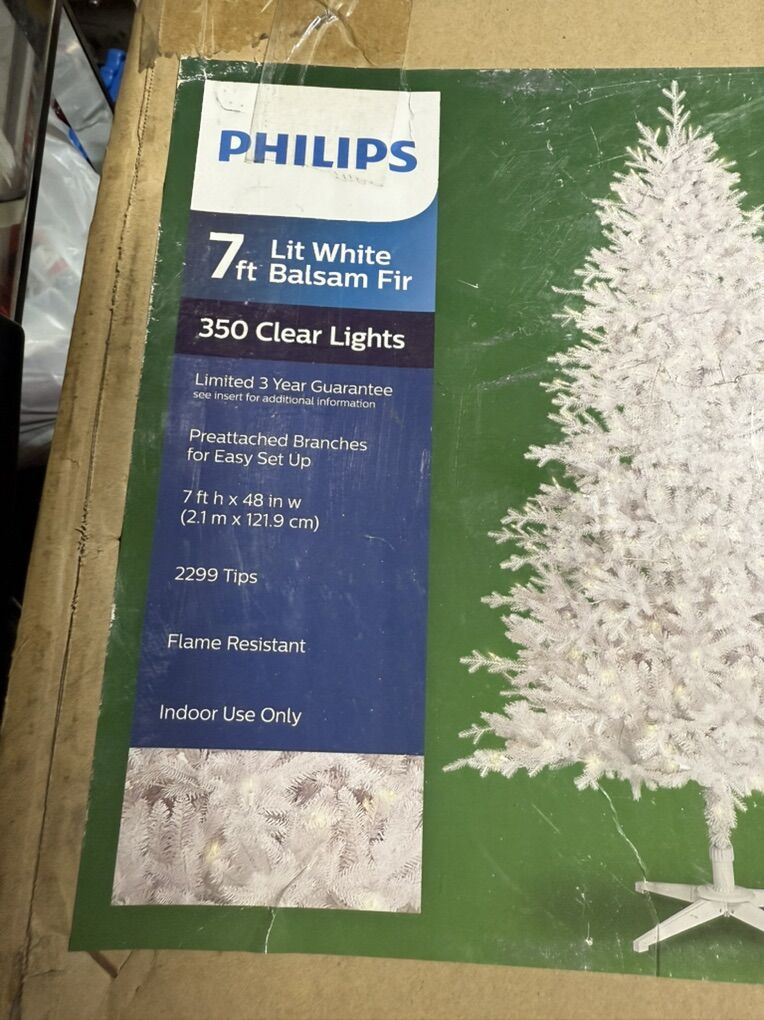 PHILIPS
7ft Lit White
Balsam Fir
350 Clear Lights
Limited 3 Year Guarantee
see insert for additional information
Preattached Branches
for Easy Set Up
7 ft h x 48 in w
(2.1 m x 121.9 cm)
2299 Tips
Flame Resistant
Indoor Use Only